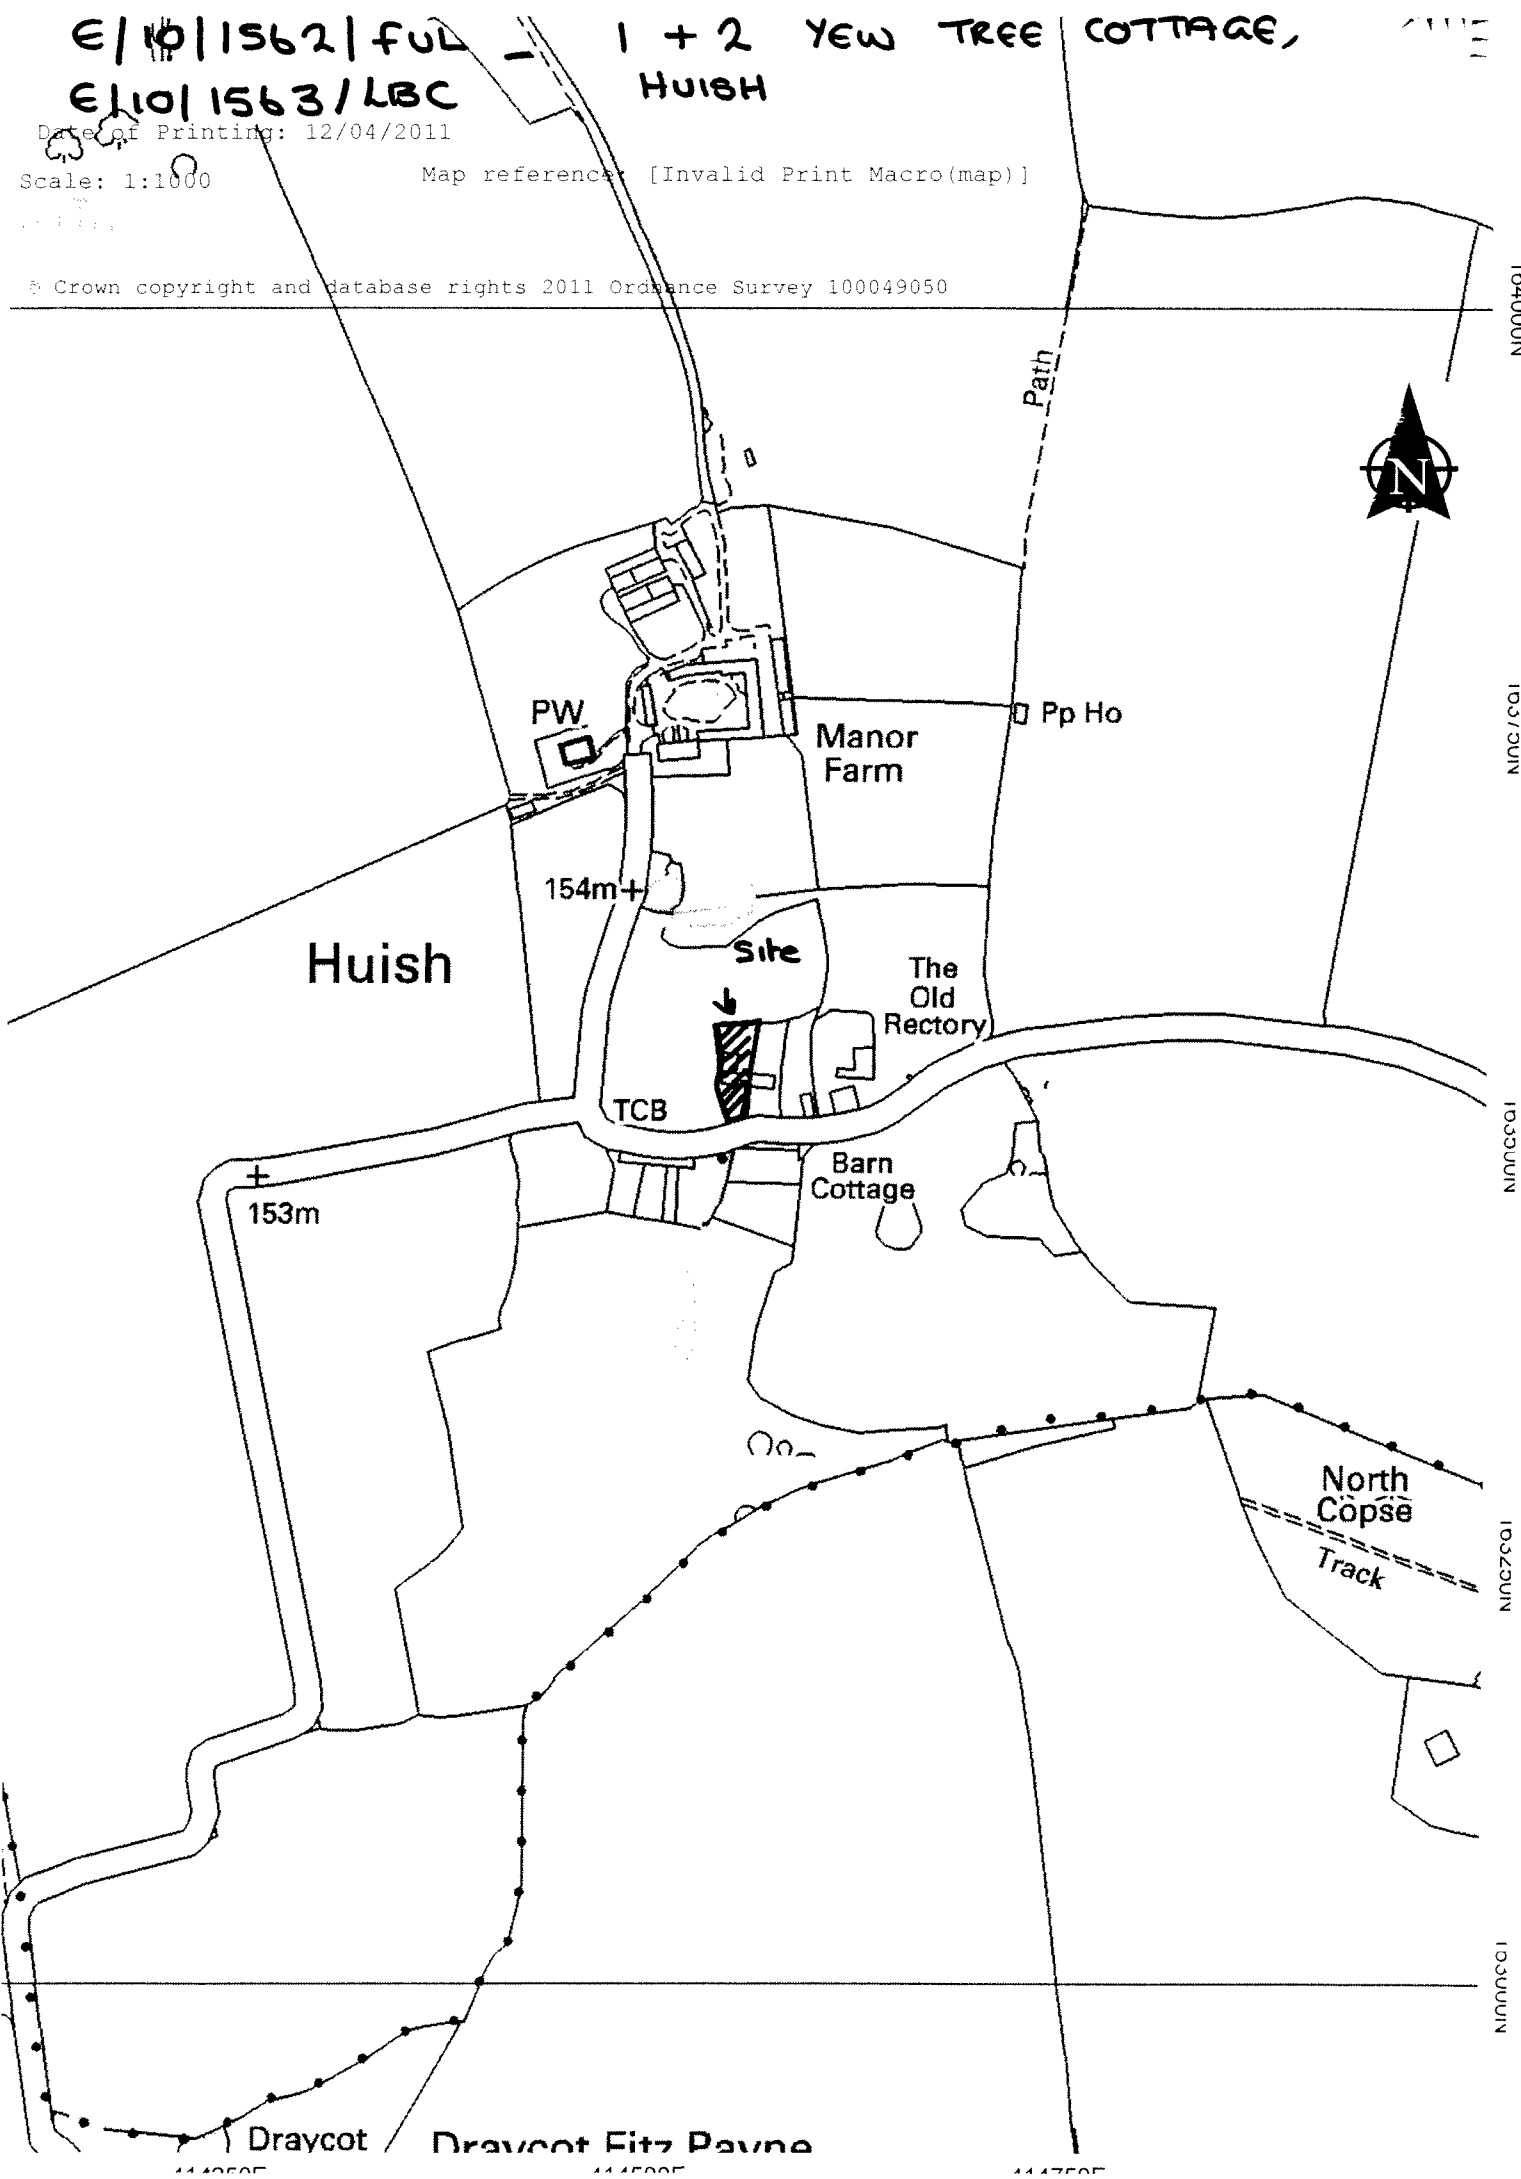 E/10/1562/FUL – 1 + 2 YEW TREE COTTAGE,
E/10/1563/LBC HUISH
Date of Printing: 12/04/2011
Scale: 1:1000 Map reference: [Invalid Print Macro(map)]
© Crown copyright and database rights 2011 Ordnance Survey 100049050
Path
N
PW
Pp Ho
Manor
Farm
154m
Huish
Site
The
Old
Rectory
TCB
153m
Barn
Cottage
North
Copse
Track
Draycot
Draycot Fitz Payne